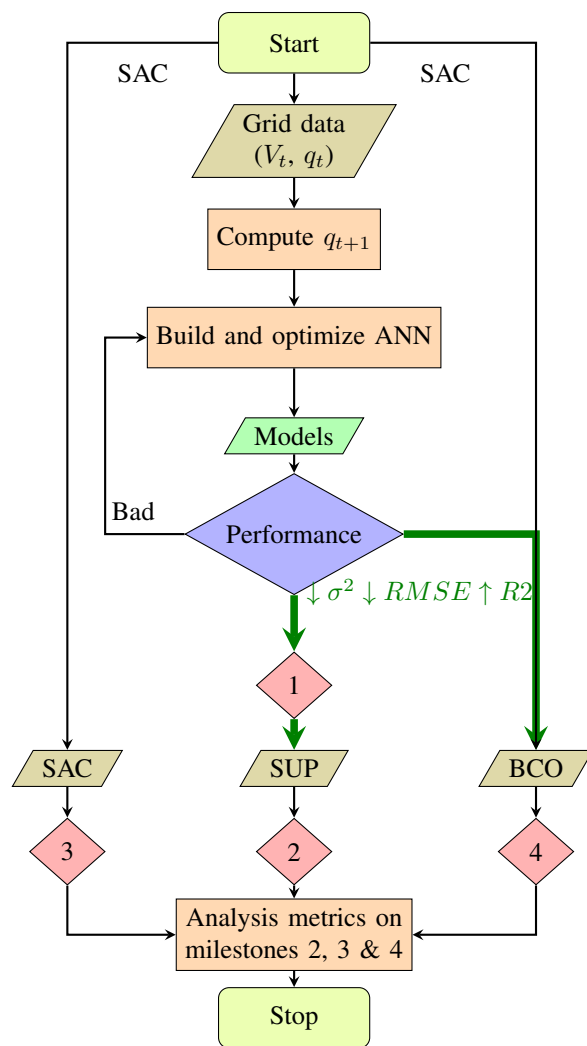 Start
SAC
SAC
Grid data
(V_t, q_t)
Compute q_{t+1}
Build and optimize ANN
Models
Bad
Performance
↓ σ² ↓ RMSE ↑ R2
1
SAC
SUP
BCO
3
2
4
Analysis metrics on
milestones 2, 3 & 4
Stop